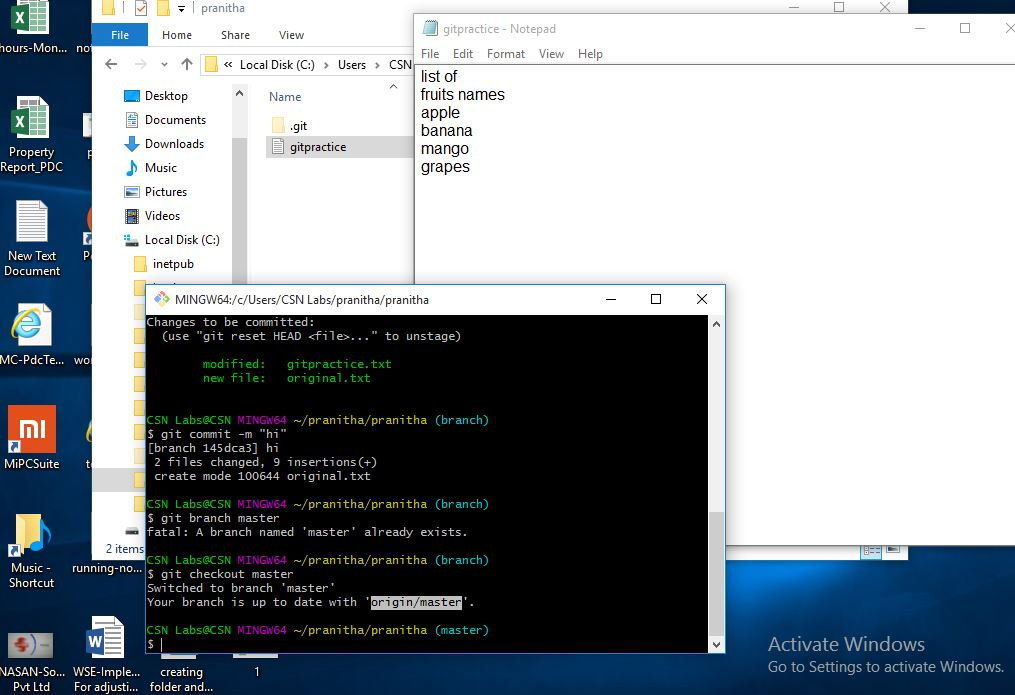 hours-Mon...
Property
Report_PDC
New Text
Document
MC-PdcTe...
MiPCSuite
Music -
Shortcut
NASAN-So...
Pvt Ltd
running-no...
WSE-Imple...
For adjusti...
creating
folder and...
1
pranitha
File Home Share View
« Local Disk (C:) › Users › CSN
Desktop
Documents
Downloads
Music
Pictures
Videos
Local Disk (C:)
inetpub
2 items
Name
.git
gitpractice
gitpractice - Notepad
File Edit Format View Help
list of
fruits names
apple
banana
mango
grapes
MINGW64:/c/Users/CSN Labs/pranitha/pranitha
Changes to be committed:
(use "git reset HEAD <file>..." to unstage)
modified: gitpractice.txt
new file: original.txt
CSN Labs@CSN MINGW64 ~/pranitha/pranitha (branch)
$ git commit -m "hi"
[branch 145dca3] hi
2 files changed, 9 insertions(+)
create mode 100644 original.txt
CSN Labs@CSN MINGW64 ~/pranitha/pranitha (branch)
$ git branch master
fatal: A branch named 'master' already exists.
CSN Labs@CSN MINGW64 ~/pranitha/pranitha (branch)
$ git checkout master
Switched to branch 'master'
Your branch is up to date with 'origin/master'.
CSN Labs@CSN MINGW64 ~/pranitha/pranitha (master)
$
Activate Windows
Go to Settings to activate Windows.